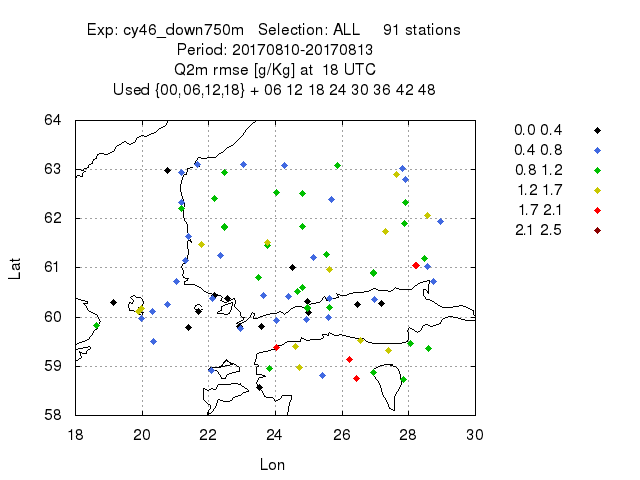 Exp: cy46_down750m   Selection: ALL     91 stations
Period: 20170810-20170813
Q2m rmse [g/Kg] at  18 UTC
Used {00,06,12,18} + 06 12 18 24 30 36 42 48
64
63
62
61
60
59
58
Lat
18 20 22 24 26 28 30
Lon
0.0 0.4
0.4 0.8
0.8 1.2
1.2 1.7
1.7 2.1
2.1 2.5